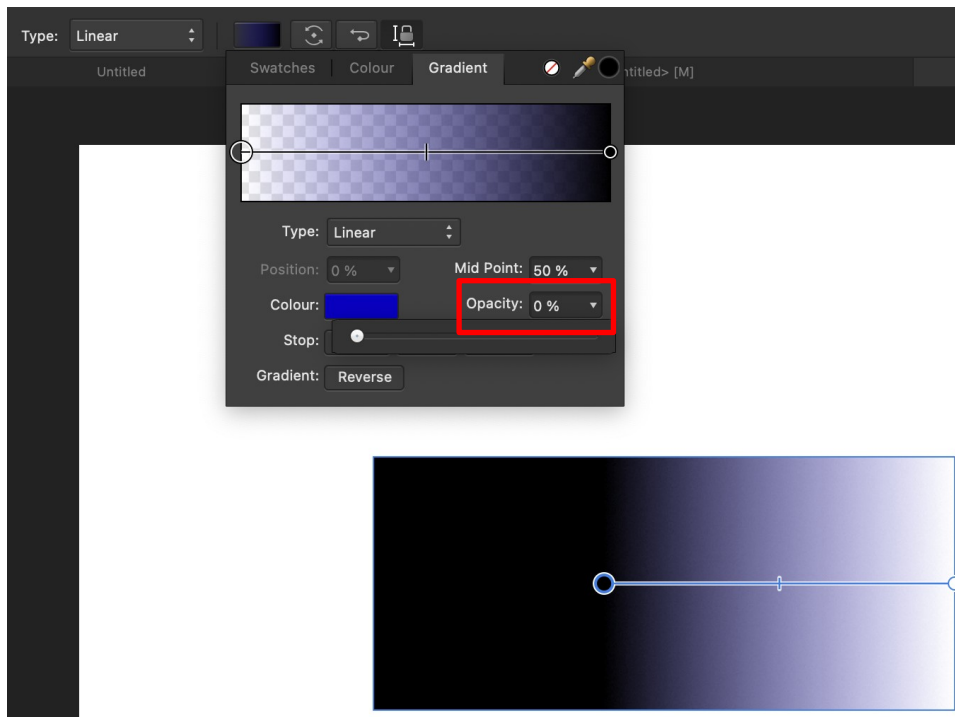 Type: Linear
Untitled
ntitled> [M]
Swatches Colour Gradient
Type: Linear
Position: 0 % Mid Point: 50 %
Colour: Opacity: 0 %
Stop:
Gradient: Reverse